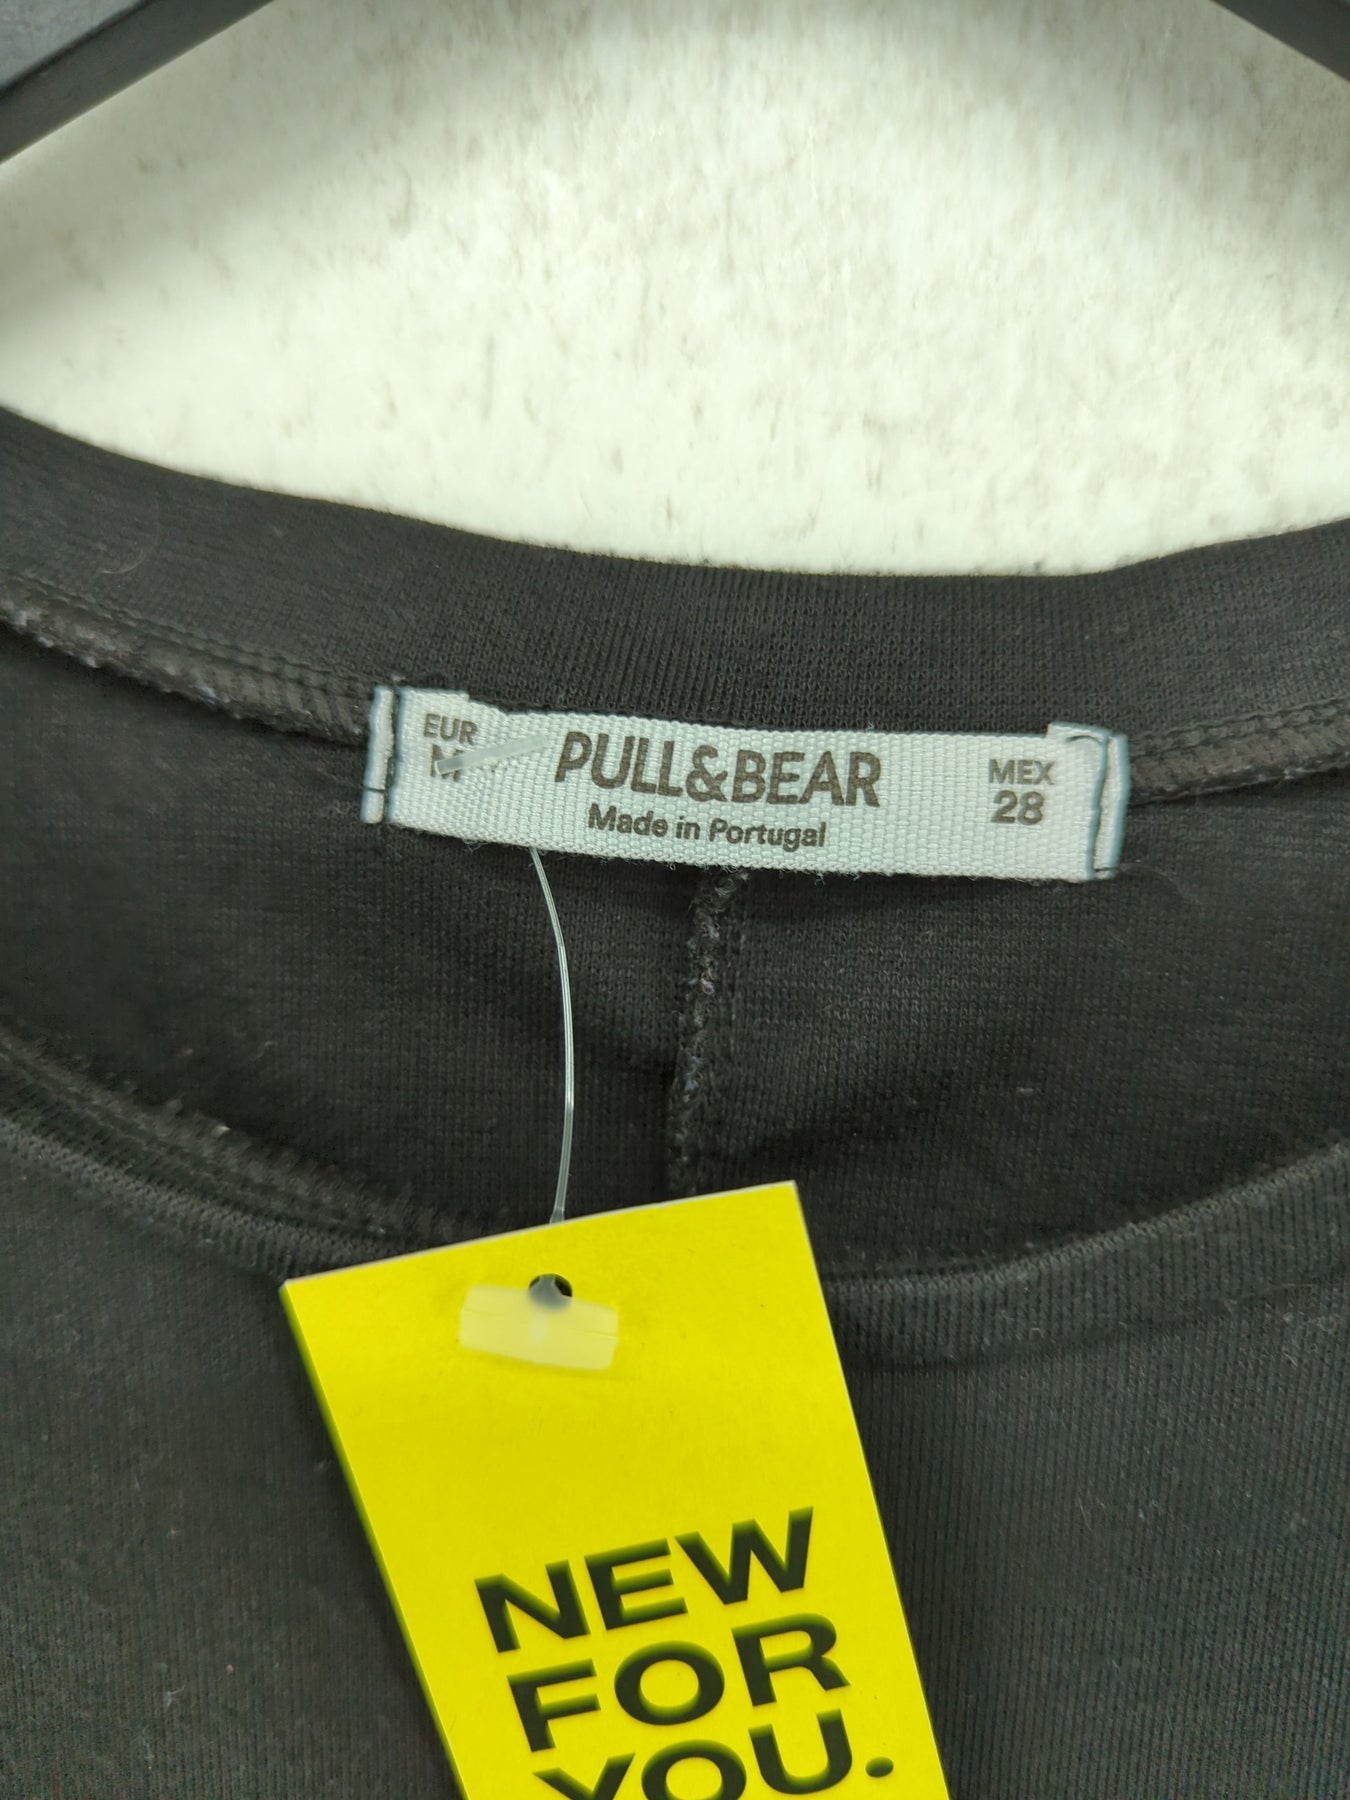 EUR
M
PULL&BEAR
Made in Portugal
MEX
28
NEW
FOR
YOU.